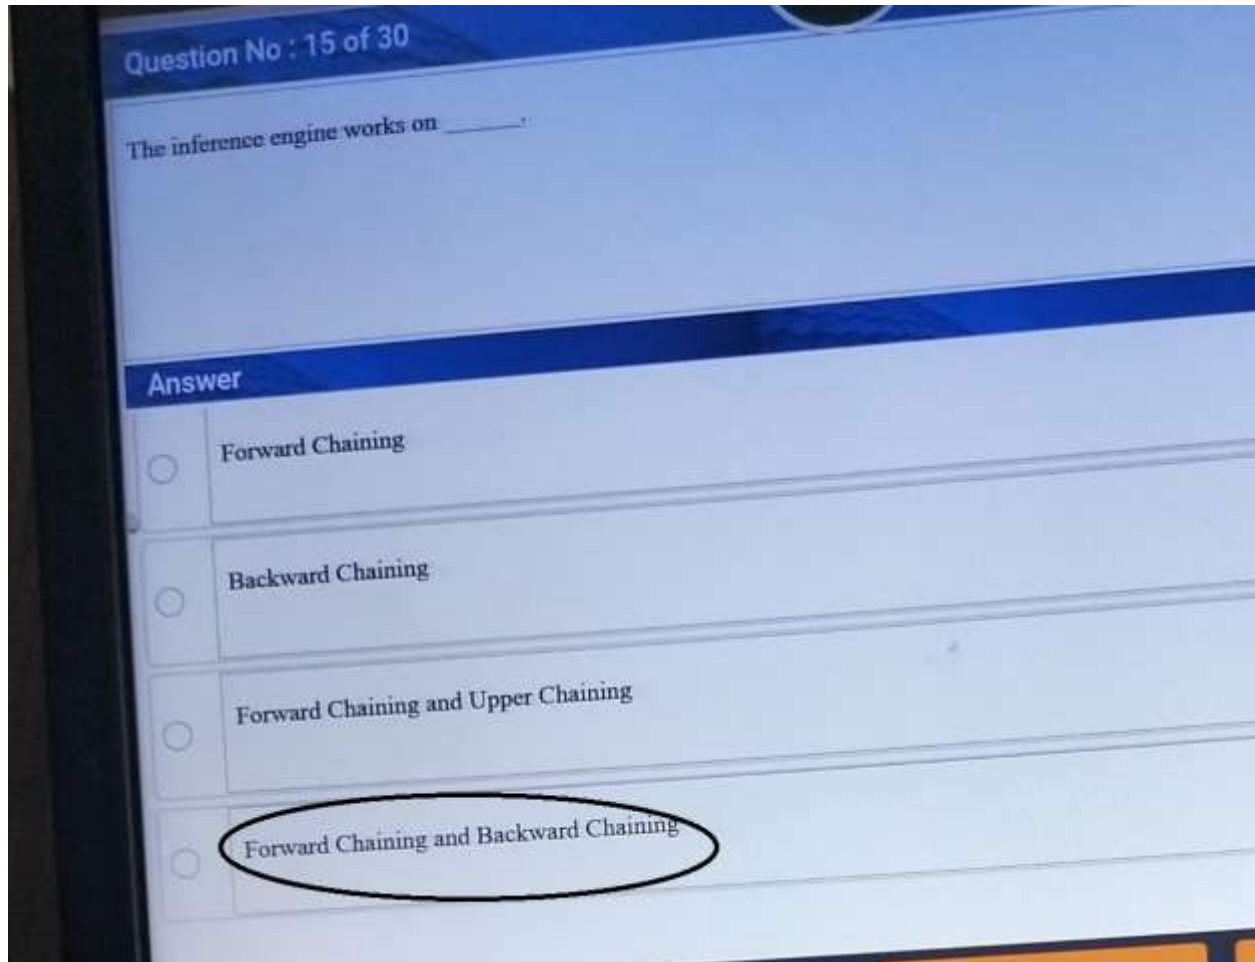 Question No : 15 of 30
The inference engine works on ______.
Answer
Forward Chaining
Backward Chaining
Forward Chaining and Upper Chaining
Forward Chaining and Backward Chaining